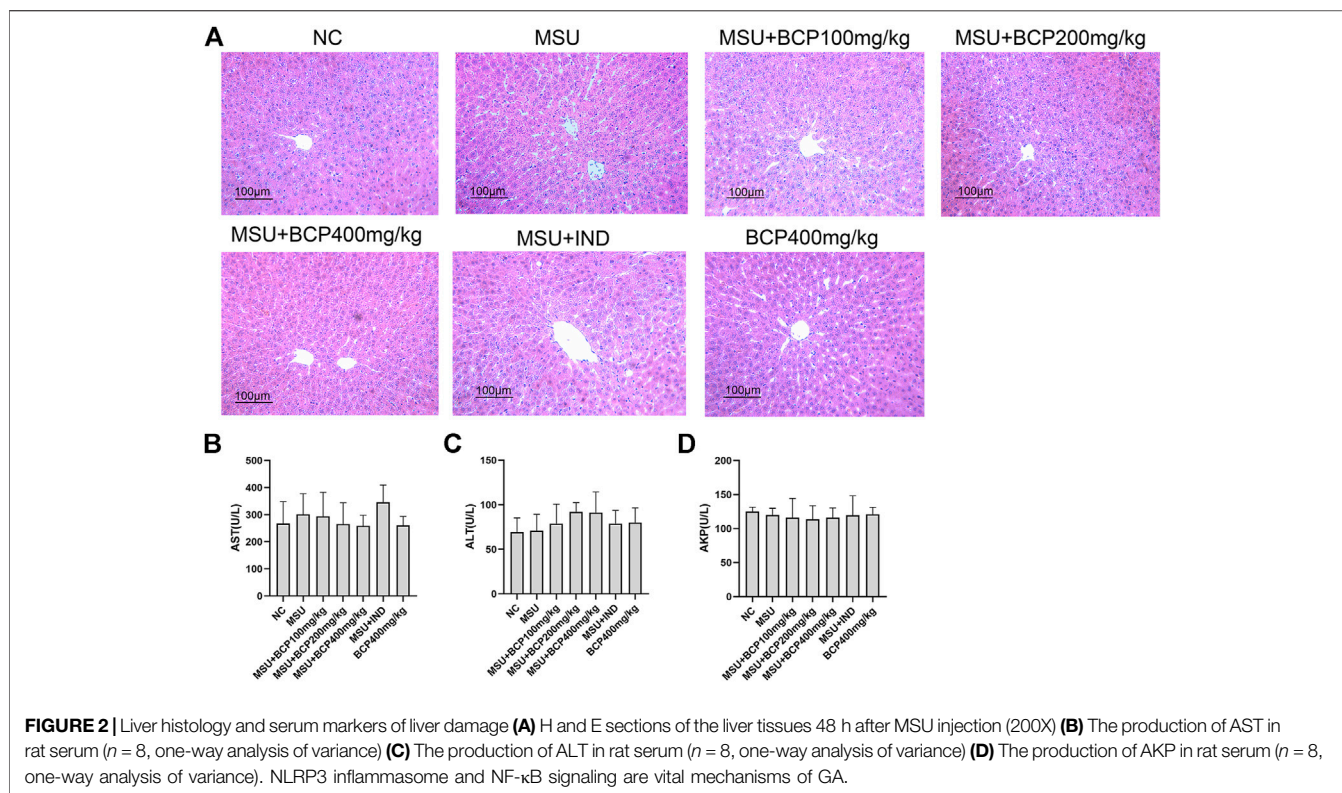 A
NC
MSU
MSU+BCP100mg/kg
MSU+BCP200mg/kg
100μm
100μm
100μm
100μm
MSU+BCP400mg/kg
MSU+IND
BCP400mg/kg
100μm
100μm
100μm
B
AST(U/L)
500
400
300
200
100
0
NC
MSU
MSU+BCP100mg/kg
MSU+BCP200mg/kg
MSU+BCP400mg/kg
MSU+IND
BCP400mg/kg
C
ALT(U/L)
150
100
50
0
NC
MSU
MSU+BCP100mg/kg
MSU+BCP200mg/kg
MSU+BCP400mg/kg
MSU+IND
BCP400mg/kg
D
AKP(U/L)
200
150
100
50
0
NC
MSU
MSU+BCP100mg/kg
MSU+BCP200mg/kg
MSU+BCP400mg/kg
MSU+IND
BCP400mg/kg
FIGURE 2 | Liver histology and serum markers of liver damage (A) H and E sections of the liver tissues 48 h after MSU injection (200X) (B) The production of AST in
rat serum (n = 8, one-way analysis of variance) (C) The production of ALT in rat serum (n = 8, one-way analysis of variance) (D) The production of AKP in rat serum (n = 8,
one-way analysis of variance). NLRP3 inflammasome and NF-κB signaling are vital mechanisms of GA.